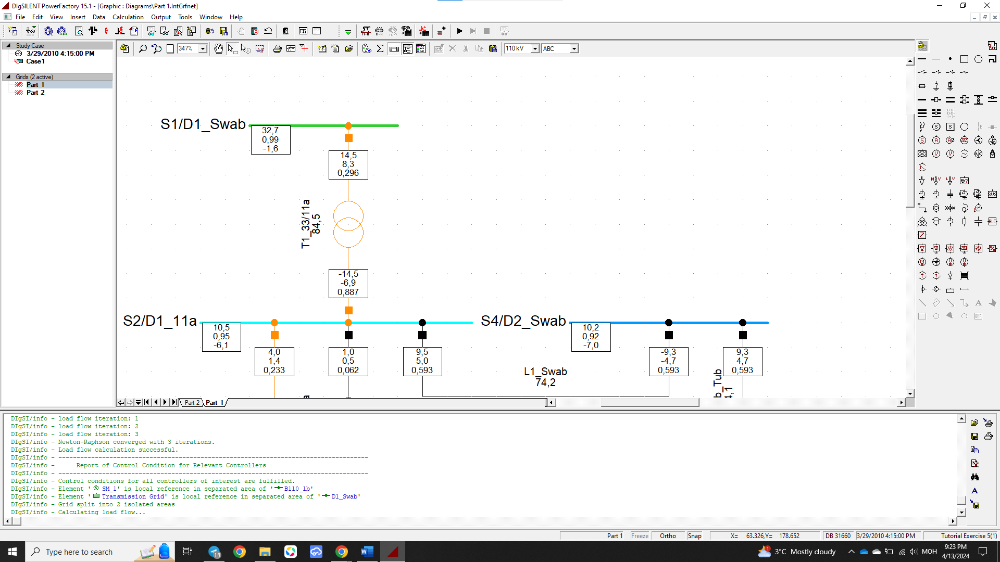 DIgSILENT PowerFactory 15.1 - [Graphic : Diagrams\Part 1.IntGrfnet]
File Edit View Insert Data Calculation Output Tools Window Help
Study Case
3/29/2010 4:15:00 PM
Case1
Grids (2 active)
Part 1
Part 2
347%
110 kV
ABC
S1/D1_Swab
32,7
0,99
-1,6
14,5
8,3
0,296
T1_33/11a
84,5
-14,5
-6,9
0,887
S2/D1_11a
10,5
0,95
-6,1
4,0
1,4
0,233
1,0
0,5
0,062
9,5
5,0
0,593
S4/D2_Swab
10,2
0,92
-7,0
-9,3
-4,7
0,593
9,3
4,7
0,593
L1_Swab
74,2
b_Tub
Part 2
Part 1
DIgSI/info - load flow iteration: 1
DIgSI/info - load flow iteration: 2
DIgSI/info - load flow iteration: 3
DIgSI/info - Newton-Raphson converged with 3 iterations.
DIgSI/info - Load flow calculation successful.
DIgSI/info - -------------------------------------------------------------------------------------
DIgSI/info - Report of Control Condition for Relevant Controllers
DIgSI/info - -------------------------------------------------------------------------------------
DIgSI/info - Control conditions for all controllers of interest are fulfilled.
DIgSI/info - Element ' SM_1' is local reference in separated area of ' B110_1b'
DIgSI/info - Element ' Transmission Grid' is local reference in separated area of ' D1_Swab'
DIgSI/info - Grid split into 2 isolated areas
DIgSI/info - Calculating load flow...
Part 1 Freeze Ortho Snap X= 63.326,Y= 178.652 DB 31660 3/29/2010 4:15:00 PM Tutorial Exercise 5(1)
Type here to search
18
1
3°C Mostly cloudy
MOH
9:23 PM
4/13/2024